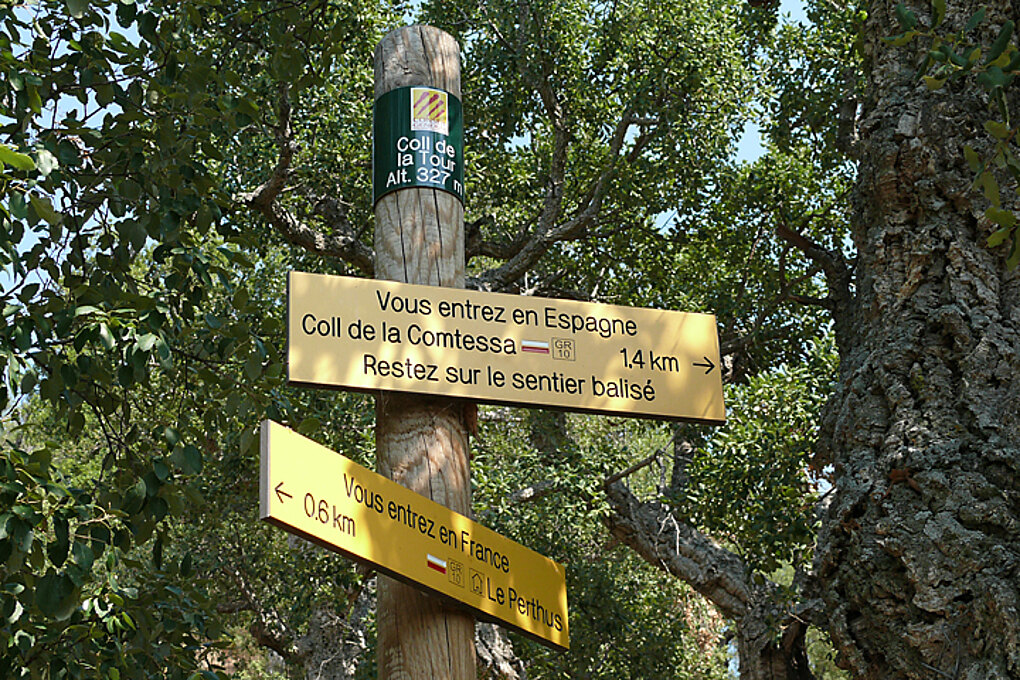 Coll de
la Tour
Alt. 327 m
Vous entrez en Espagne
Coll de la Comtessa GR 10 1,4 km →
Restez sur le sentier balisé
Vous entrez en France
← 0.6 km
GR 10 Le Perthus